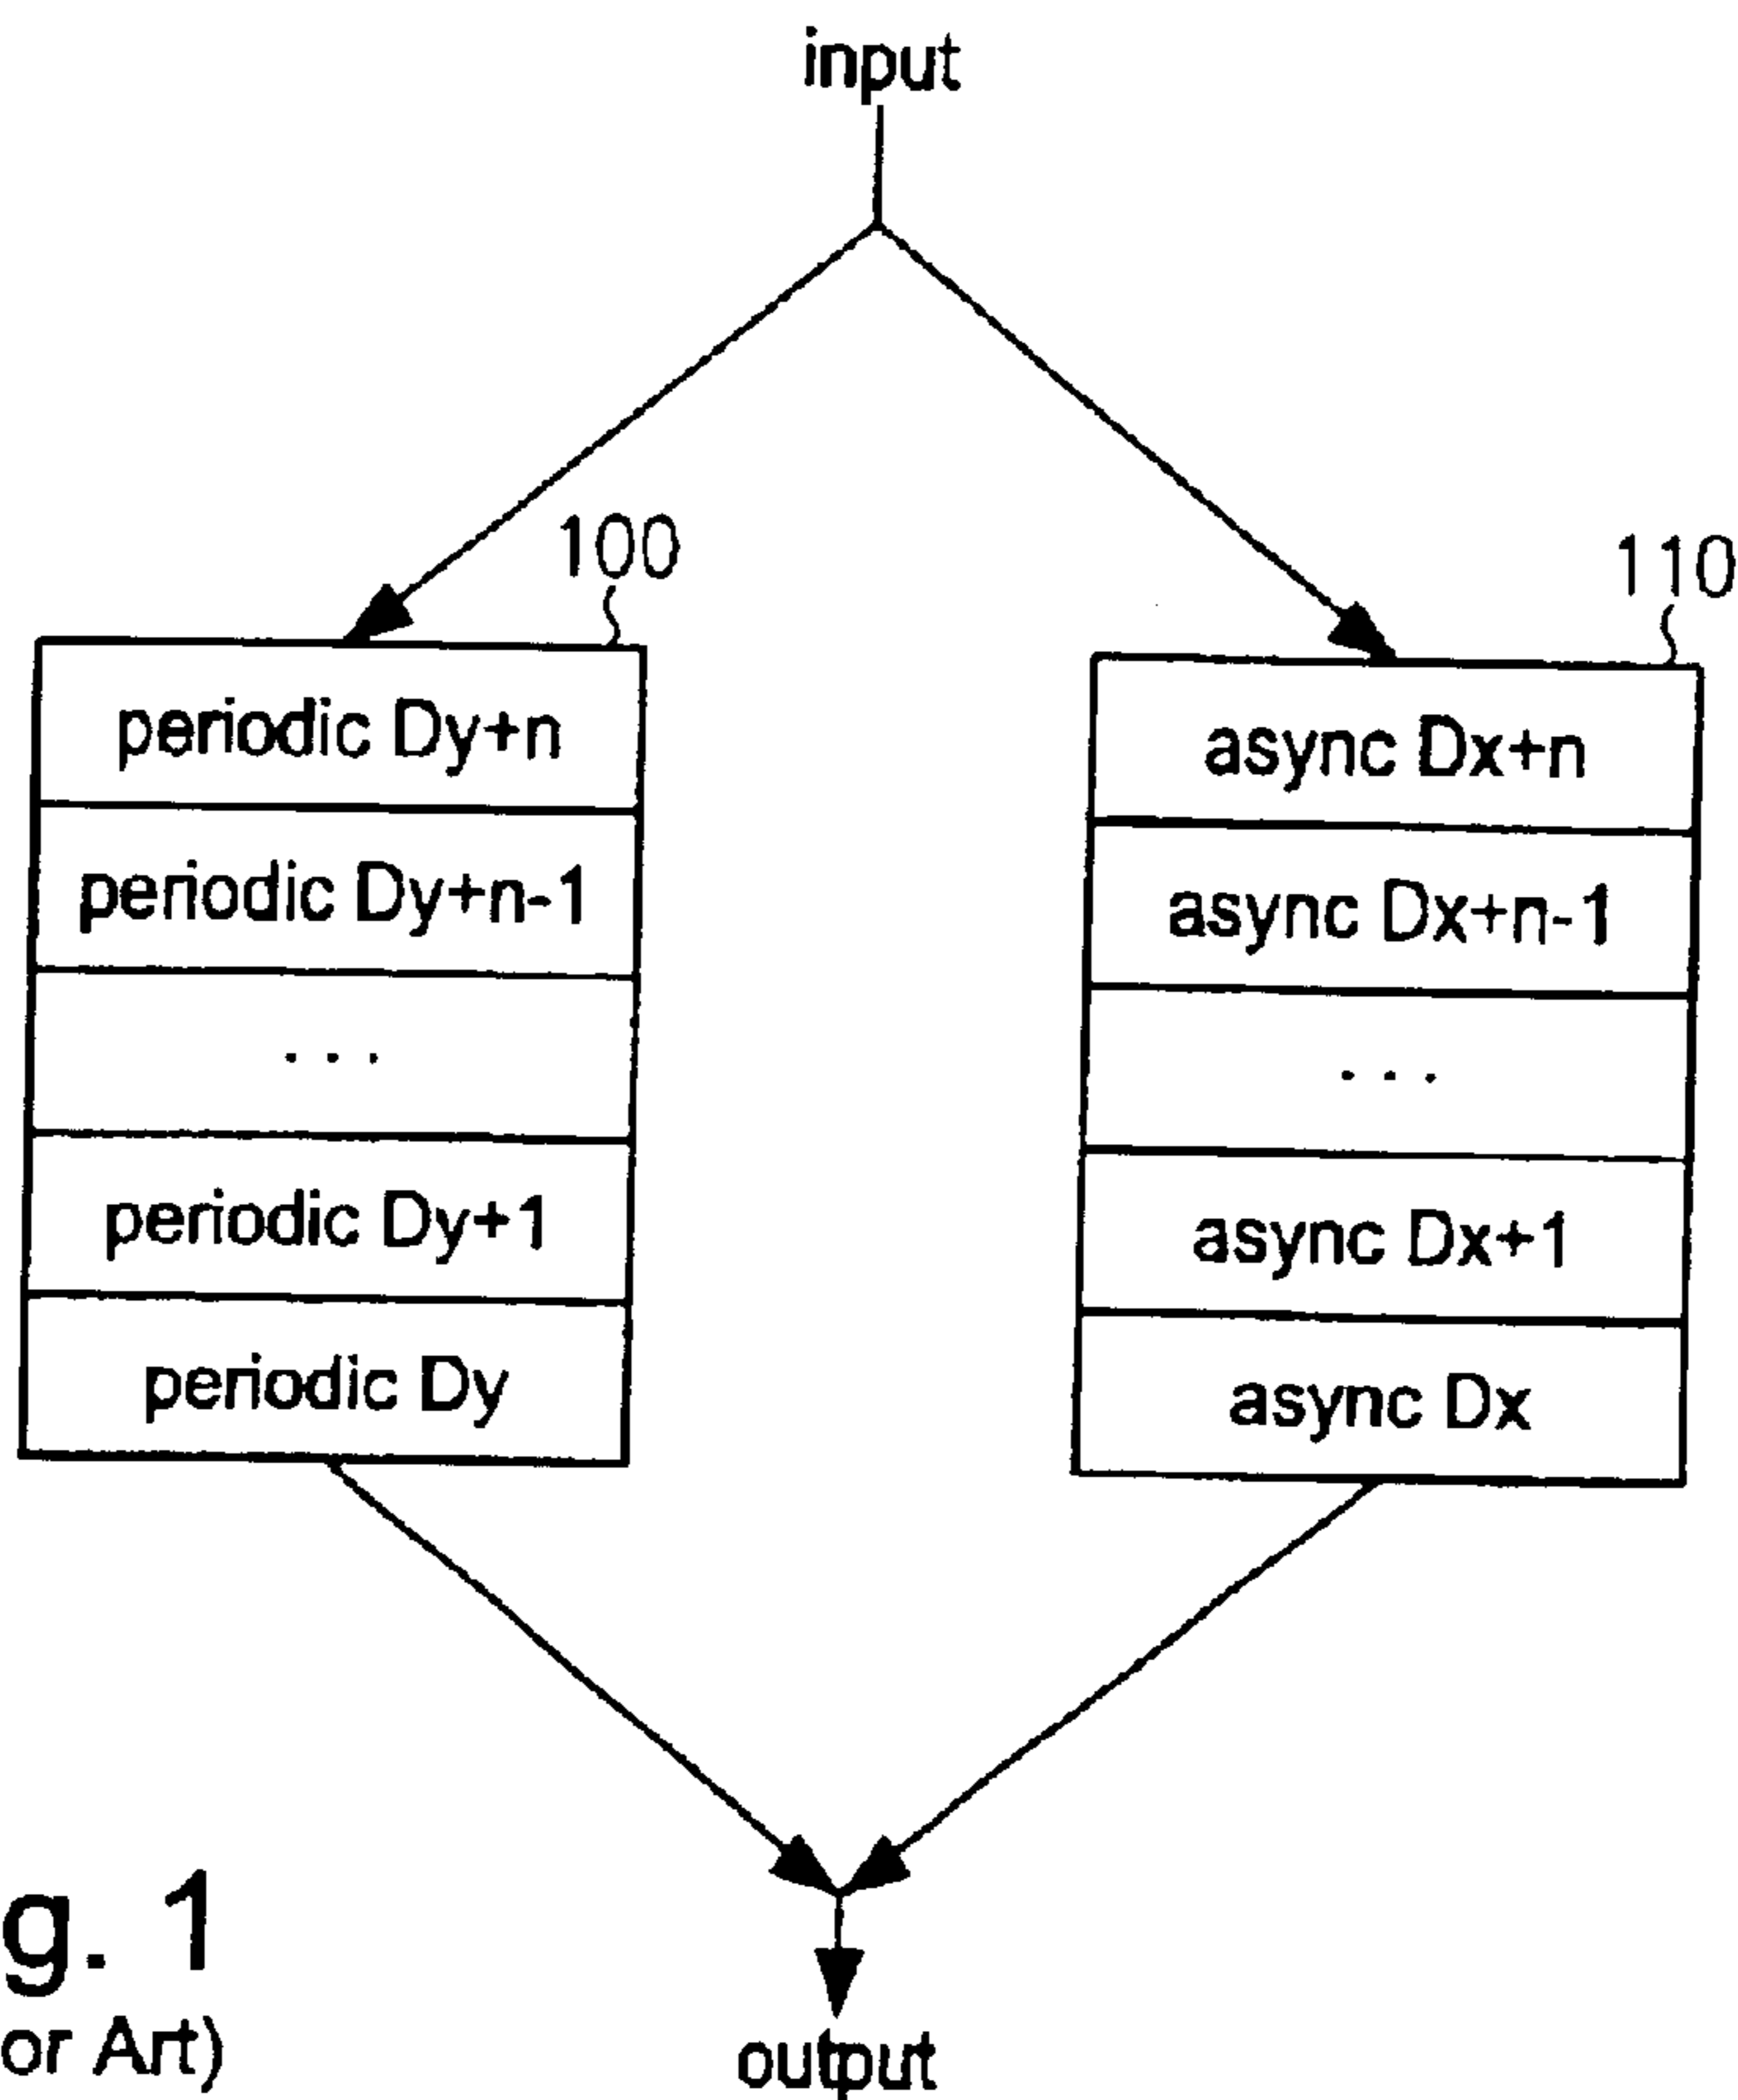 input
100
110
periodic Dy+n
async Dx+n
periodic Dy+n-1
async Dx+n-1
. . .
. . .
periodic Dy+1
async Dx+1
periodic Dy
async Dx
g. 1
or Art)
output